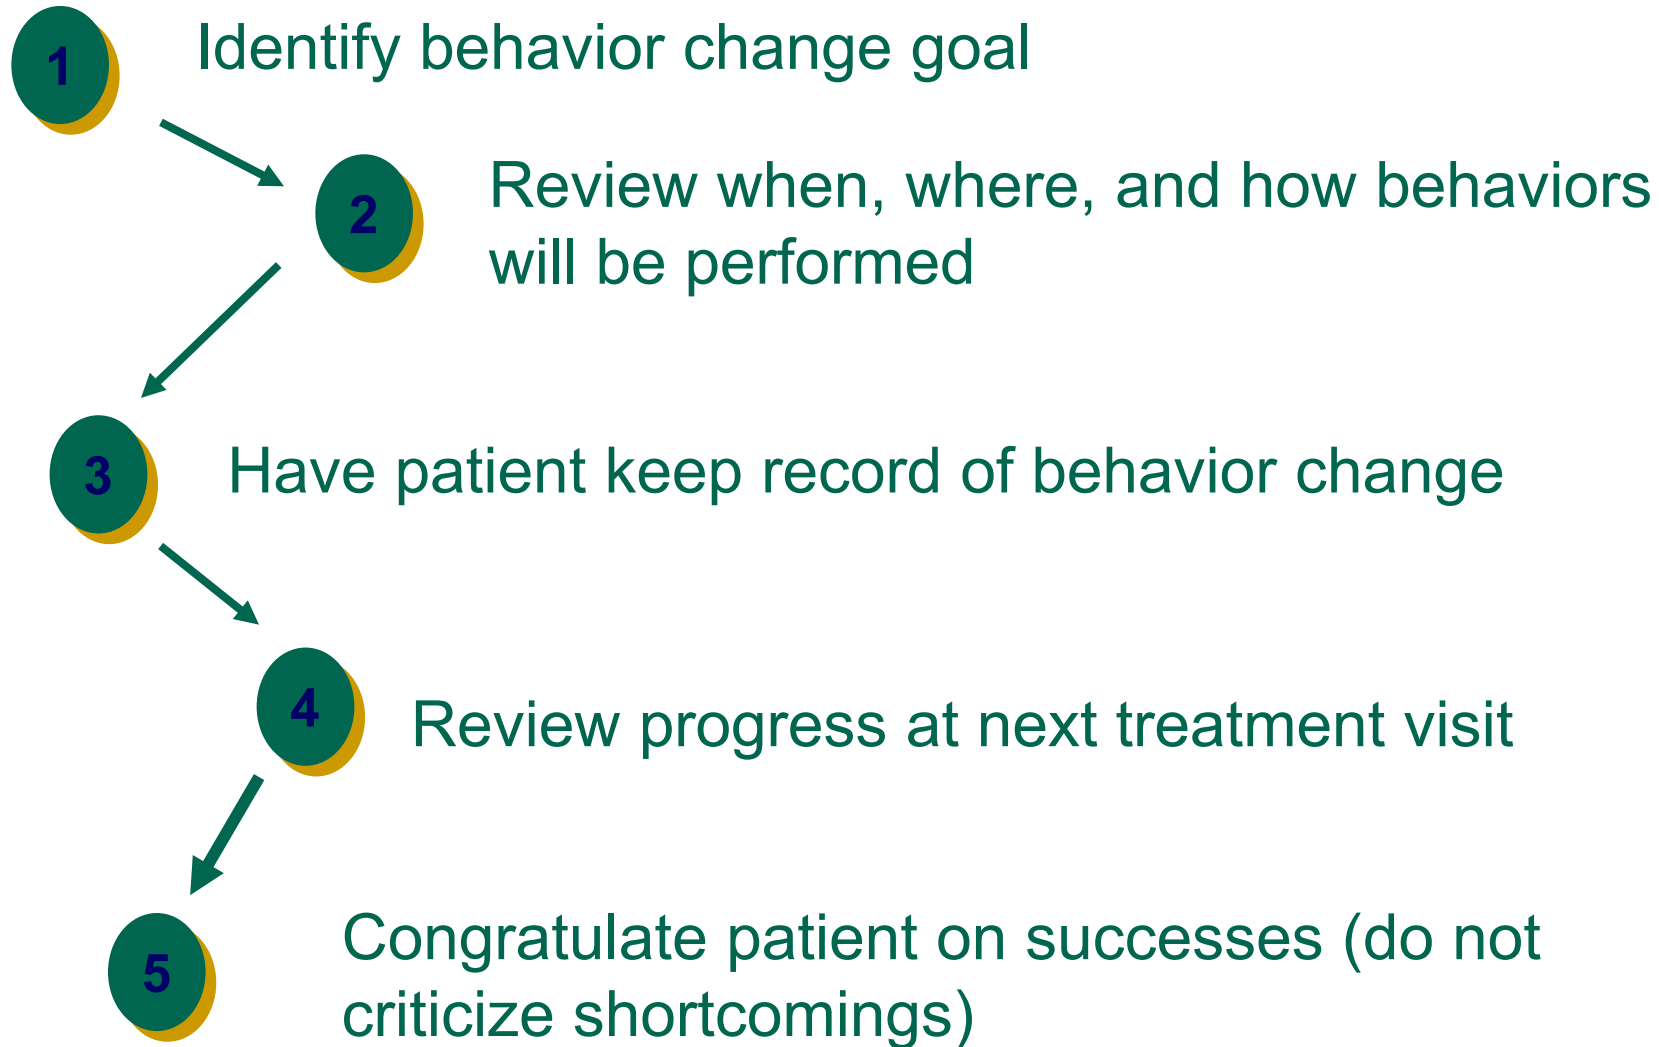 1
Identify behavior change goal
2
Review when, where, and how behaviors
will be performed
3
Have patient keep record of behavior change
4
Review progress at next treatment visit
5
Congratulate patient on successes (do not
criticize shortcomings)